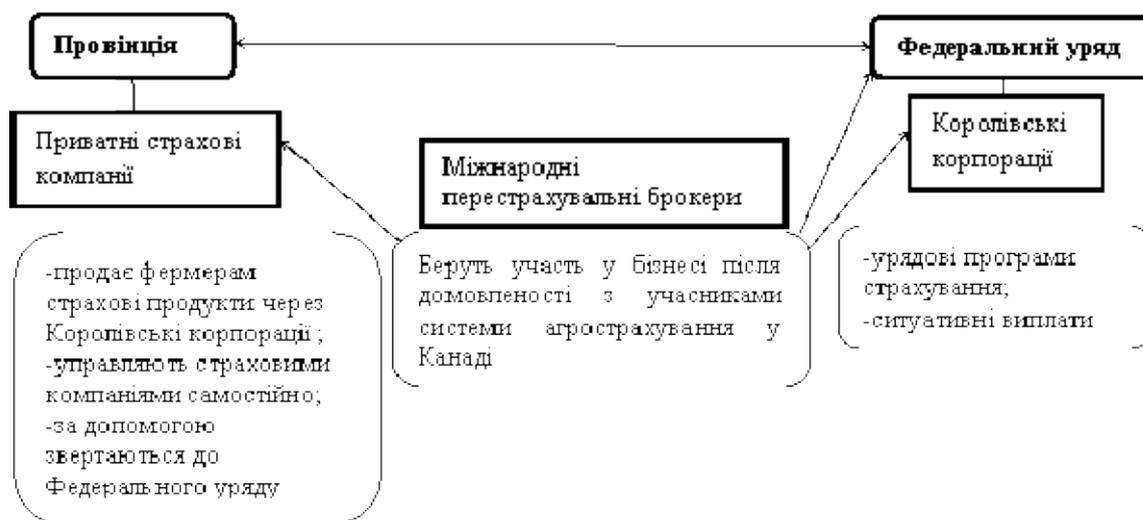 Провінція
Федеральний уряд
Приватні страхові
компанії
Королівські
корпорації
Міжнародні
перестрахувальні брокери
-продає фермерам
страхові продукти через
Королівські корпорації ;
-управляють страховими
компаніями самостійно;
-за допомогою
звертаються до
Федерального уряду
Беруть участь у бізнесі після
домовленості з учасниками
системи агрострахування у
Канаді
-урядові програми
страхування;
-ситуативні виплати